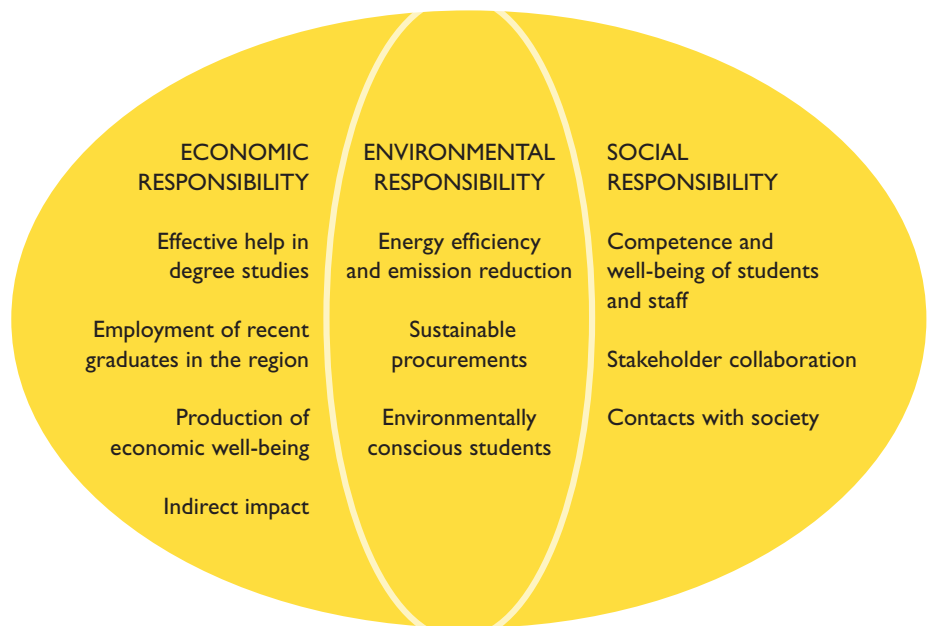 ECONOMIC
RESPONSIBILITY
Effective help in
degree studies
Employment of recent
graduates in the region
Production of
economic well-being
Indirect impact
ENVIRONMENTAL
RESPONSIBILITY
Energy efficiency
and emission reduction
Sustainable
procurements
Environmentally
conscious students
SOCIAL
RESPONSIBILITY
Competence and
well-being of students
and staff
Stakeholder collaboration
Contacts with society